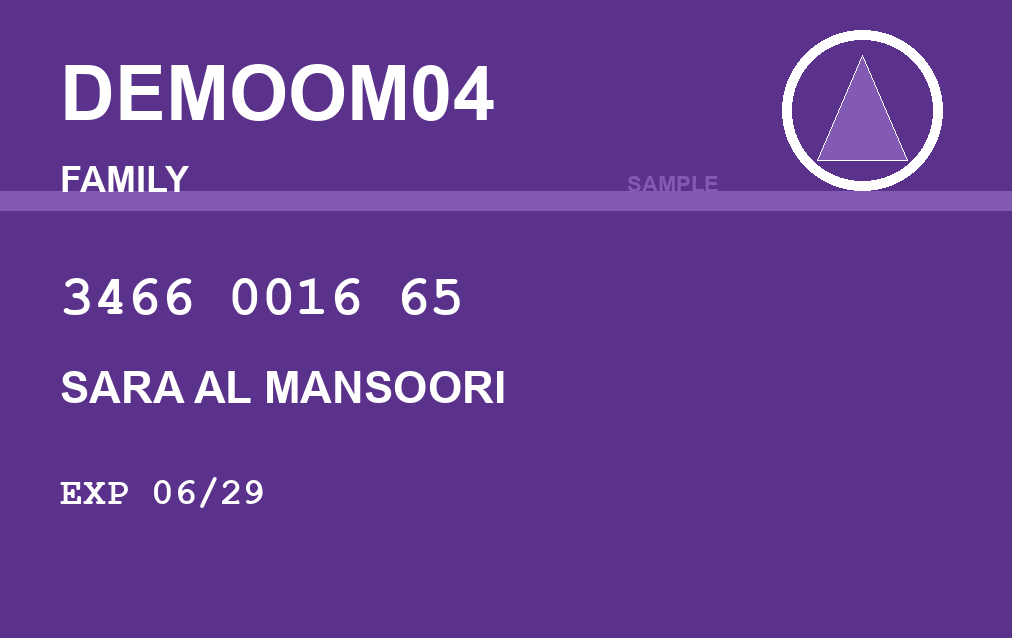 DEMOOM04
FAMILY
SAMPLE
3466 0016 65
SARA AL MANSOORI
EXP 06/29